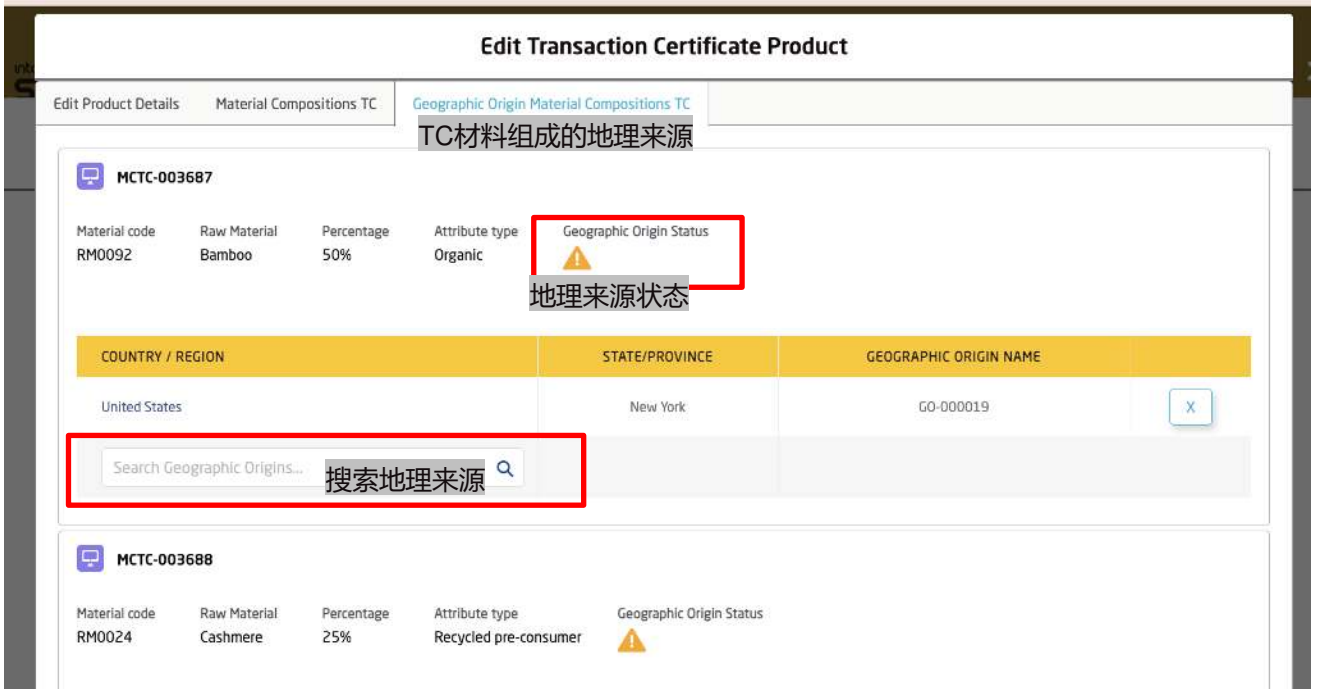 Edit Transaction Certificate Product
Edit Product Details Material Compositions TC Geographic Origin Material Compositions TC
TC材料组成的地理来源
MCTC-003687
Material code Raw Material Percentage Attribute type Geographic Origin Status
RM0092 Bamboo 50% Organic
地理来源状态
COUNTRY / REGION STATE/PROVINCE GEOGRAPHIC ORIGIN NAME
United States New York GO-000019 X
Search Geographic Origins... 搜索地理来源
MCTC-003688
Material code Raw Material Percentage Attribute type Geographic Origin Status
RM0024 Cashmere 25% Recycled pre-consumer